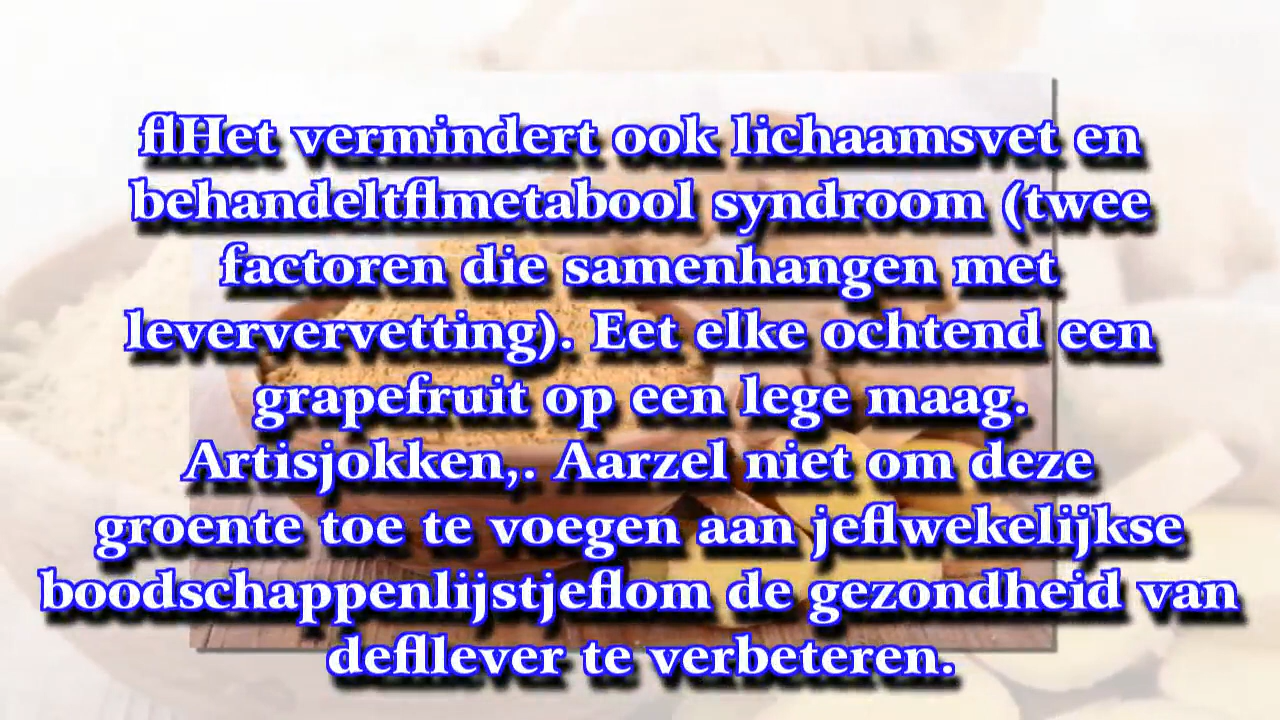 flHet vermindert ook lichaamsvet en
behandeltflmetabool syndroom (twee
factoren die samenhangen met
leververvetting). Eet elke ochtend een
grapefruit op een lege maag.
Artisjokken,. Aarzel niet om deze
groente toe te voegen aan jeflwekelijkse
boodschappenlijstjeflom de gezondheid van
defllever te verbeteren.